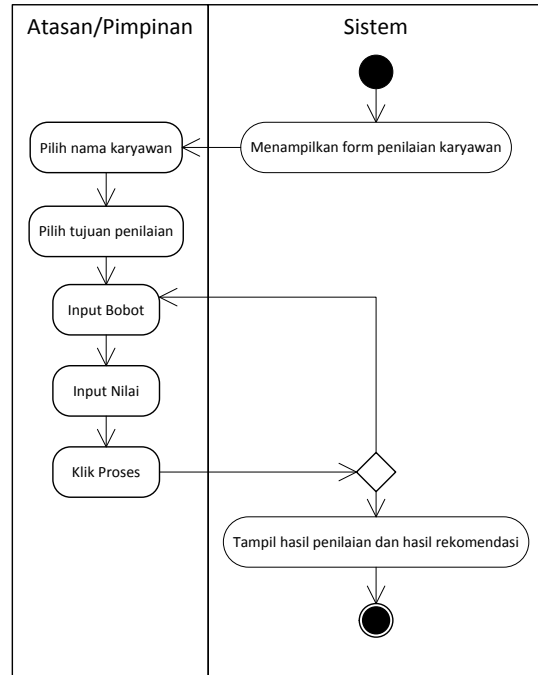 Atasan/Pimpinan
Sistem
Menampilkan form penilaian karyawan
Pilih nama karyawan
Pilih tujuan penilaian
Input Bobot
Input Nilai
Klik Proses
Tampil hasil penilaian dan hasil rekomendasi